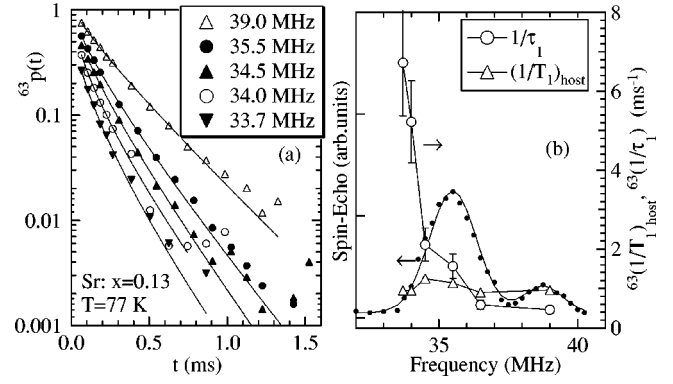 1
0.1
0.01
0.001
63p(t)
0.0
0.5
1.0
1.5
t (ms)
39.0 MHz
35.5 MHz
34.5 MHz
34.0 MHz
33.7 MHz
(a)
Sr: x=0.13
T=77 K
Spin-Echo (arb.units)
35
40
Frequency (MHz)
1/τ1
(1/T1)host
(b)
8
6
4
2
0
63(1/T1)host, 63(1/τ1) (ms-1)